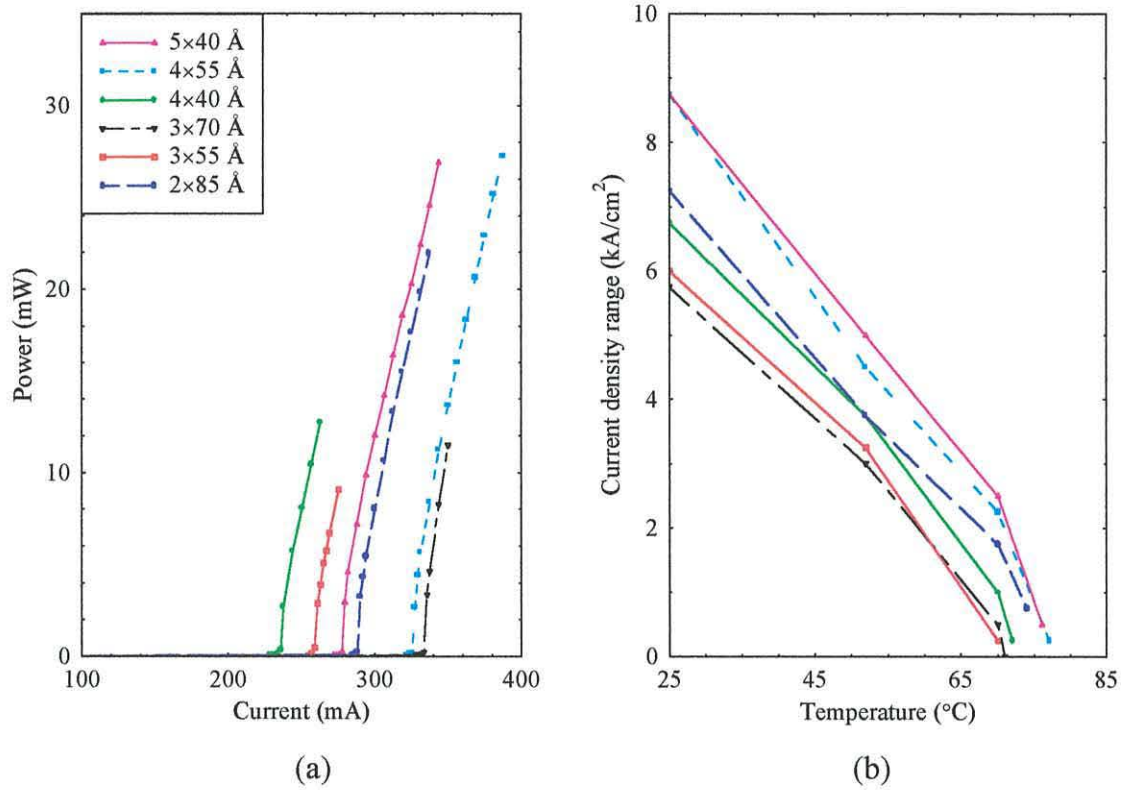 5×40 Å
4×55 Å
4×40 Å
3×70 Å
3×55 Å
2×85 Å
30
20
10
0
Power (mW)
100 200 300 400
Current (mA)
(a)
10
8
6
4
2
0
Current density range (kA/cm²)
25 45 65 85
Temperature (°C)
(b)